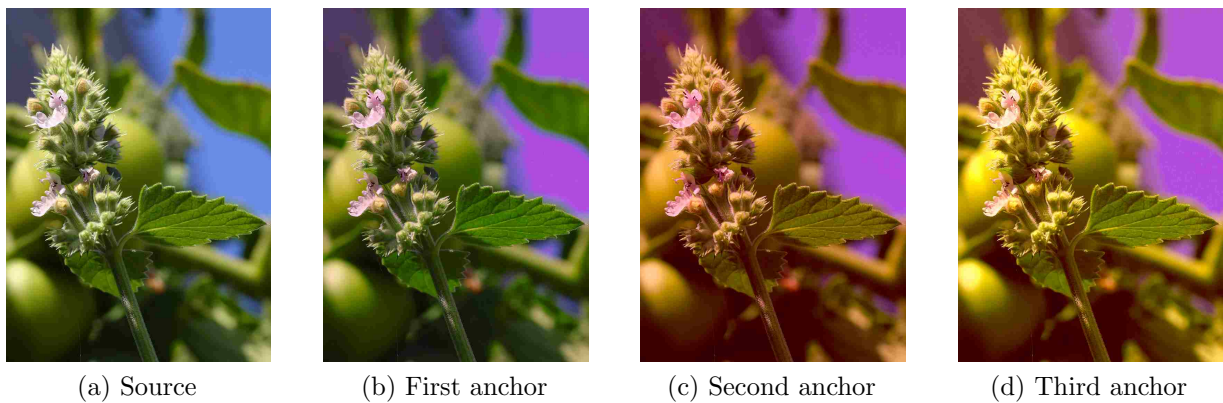 (a) Source
(b) First anchor
(c) Second anchor
(d) Third anchor